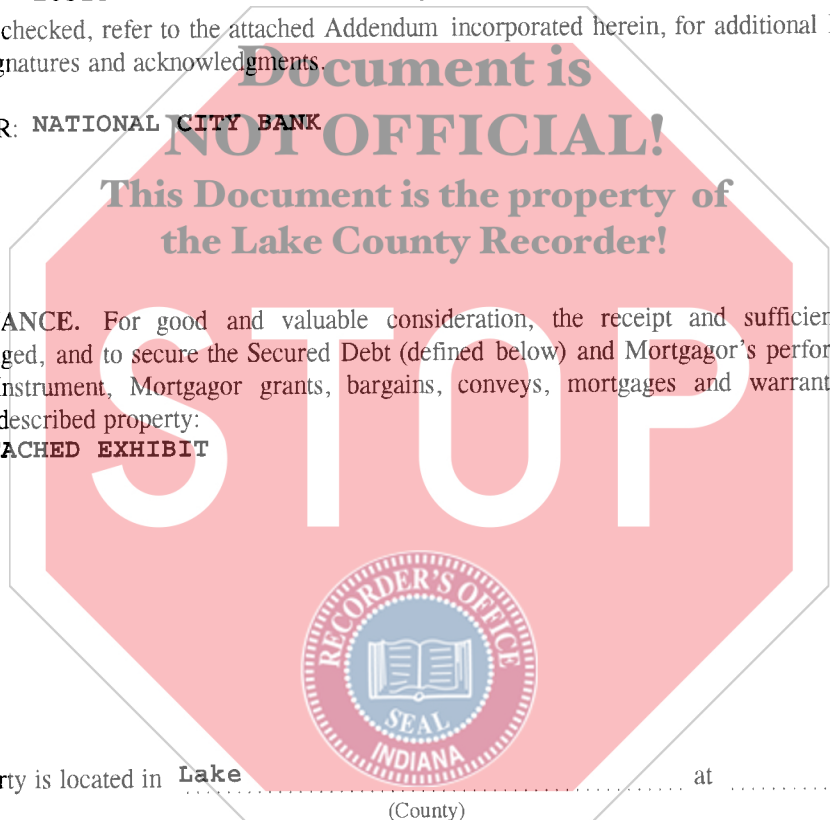 checked, refer to the attached Addendum incorporated herein, for additional
gnatures and acknowledgments.
Document is
R: NATIONAL CITY BANK
NOT OFFICIAL!
This Document is the property of
the Lake County Recorder!
ANCE. For good and valuable consideration, the receipt and sufficien
ged, and to secure the Secured Debt (defined below) and Mortgagor's perfor
nstrument, Mortgagor grants, bargains, conveys, mortgages and warrant
described property:
ACHED EXHIBIT
STOP
RECORDER'S OFFICE
SEAL
INDIANA
rty is located in Lake at
(County)